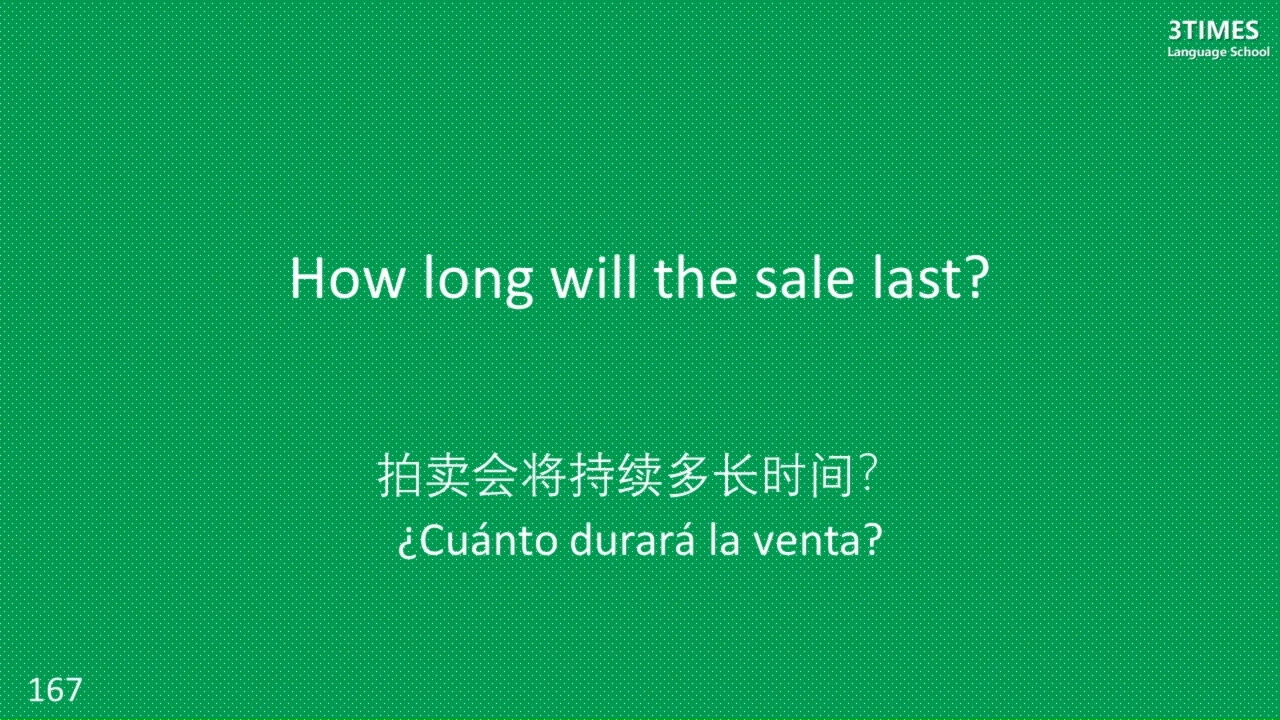 3TIMES
Language School
How long will the sale last?
拍卖会将持续多长时间?
¿Cuánto durará la venta?
167